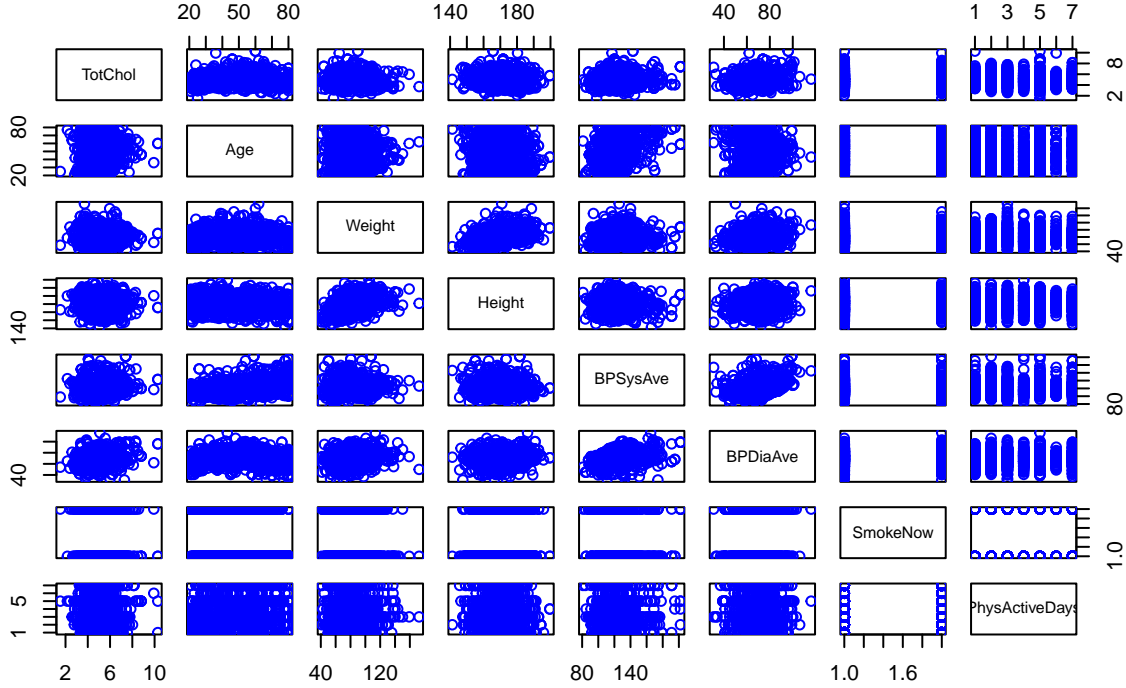 20 50 80 140 180 40 80 1 3 5 7
TotChol 2 8
20 80 Age
Weight 40
140 Height
BPSysAve 80
40 BPDiaAve
SmokeNow 1.0
1 5 PhysActiveDays
2 6 10 40 120 80 140 1.0 1.6